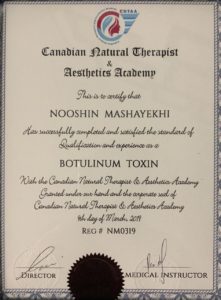 CNTAA
Canadian Natural Therapist
&
Aesthetics Academy
This is to certify that
NOOSHIN MASHAYEKHI
Has successfully completed and satisfied the standard of
Qualification and experience as a
BOTULINUM TOXIN
With the Canadian Natural Therapist & Aesthetics Academy
Granted under our hand and the corporate seal of
Canadian Natural Therapist & Aesthetics Academy
4th day of March, 2019
REG # NM0319
DIRECTOR MEDICAL INSTRUCTOR